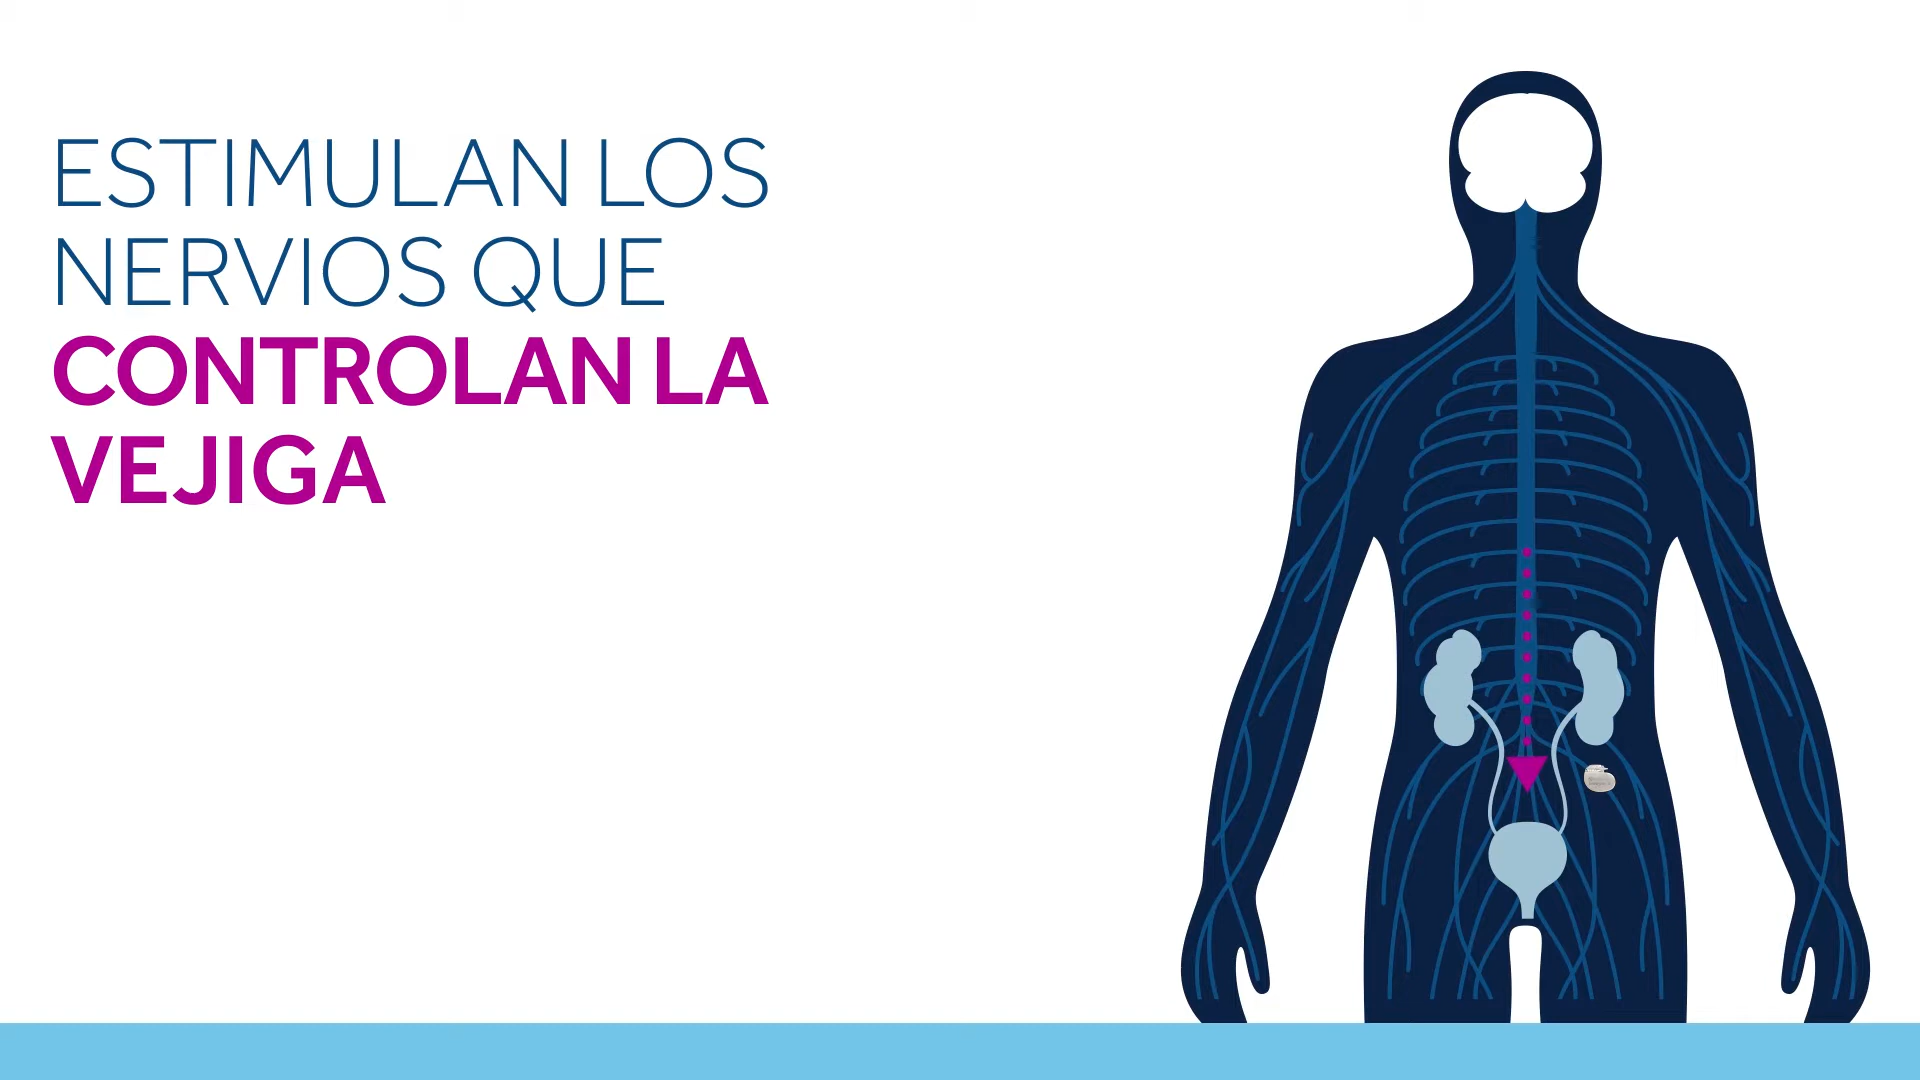 ESTIMULAN LOS
NERVIOS QUE
CONTROLAN LA
VEJIGA